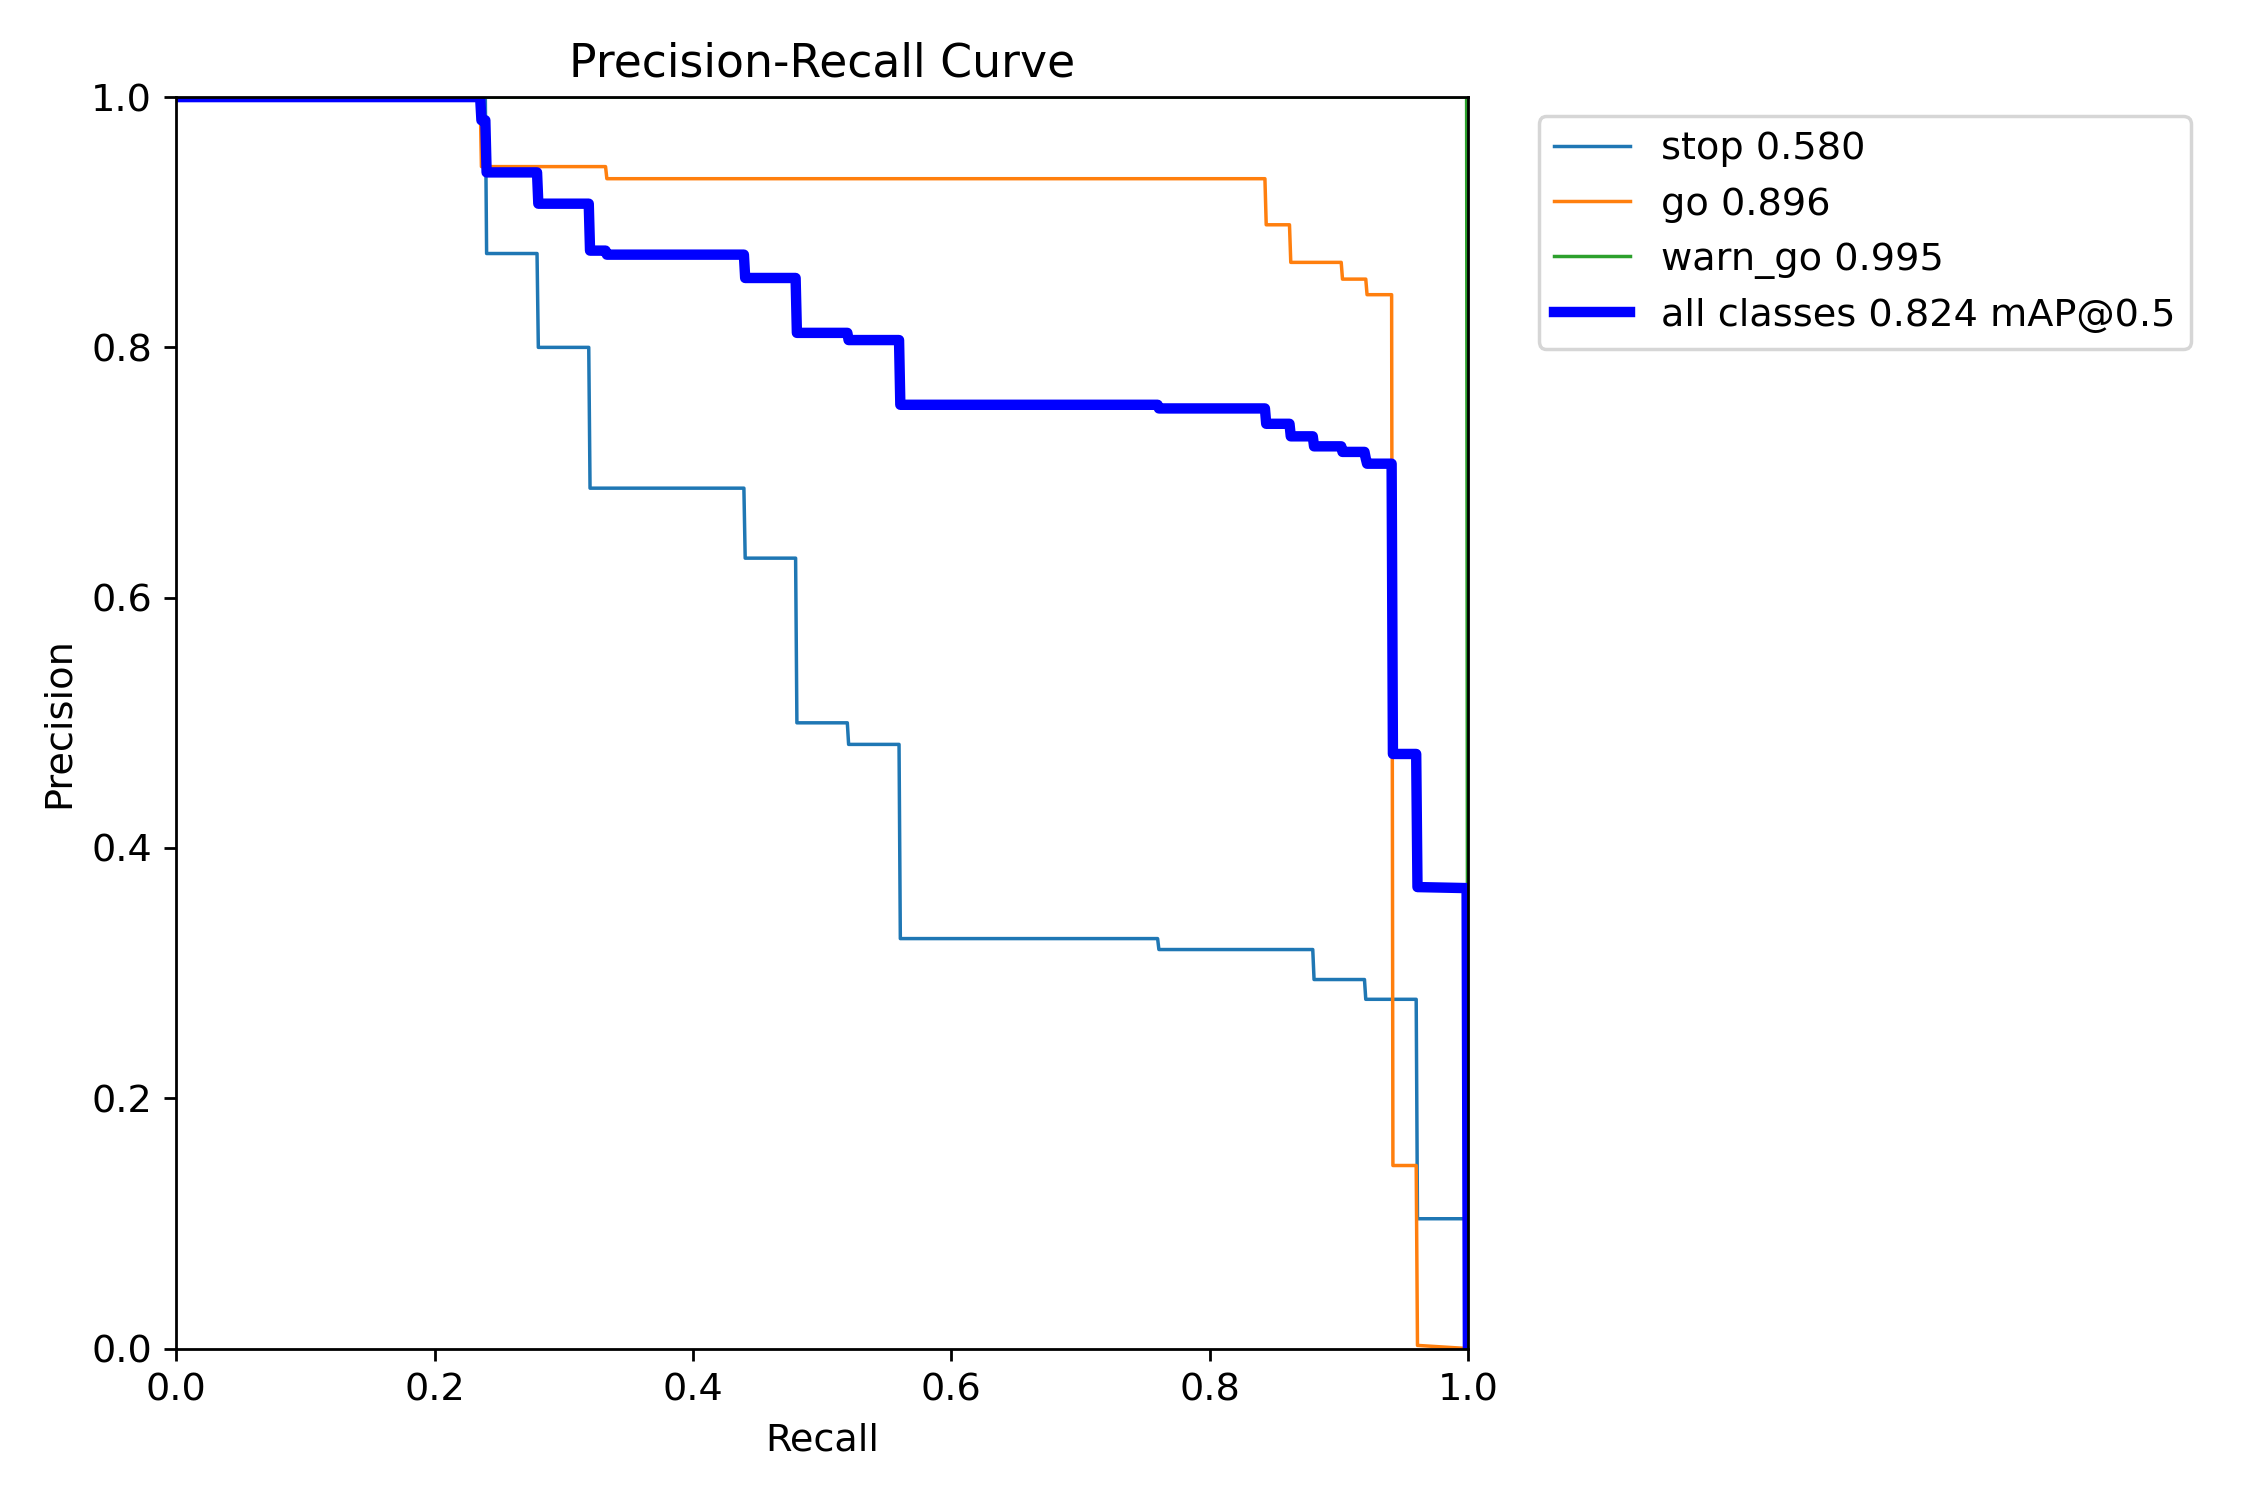 Precision-Recall Curve
1.0
0.8
0.6
0.4
0.2
0.0
Precision
0.0 0.2 0.4 0.6 0.8 1.0
Recall
stop 0.580
go 0.896
warn_go 0.995
all classes 0.824 mAP@0.5